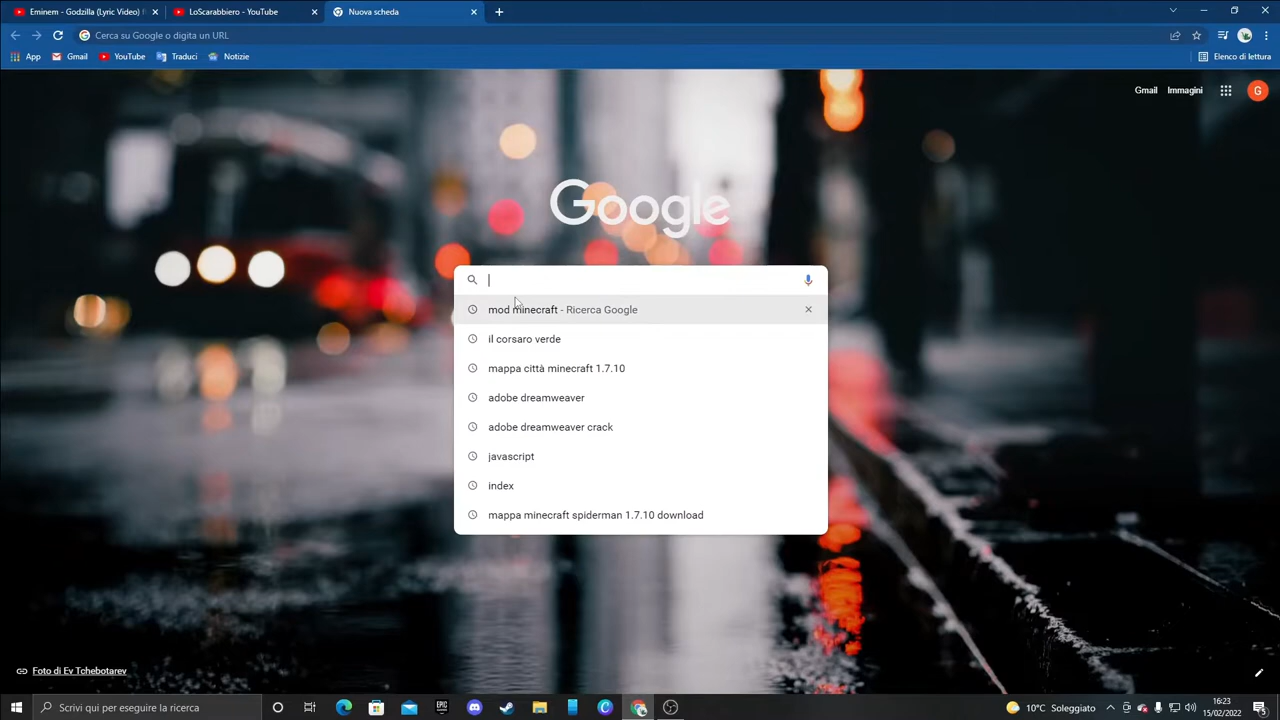 Eminem - Godzilla (Lyric Video) f
LoScarabbiero - YouTube
Nuova scheda
Cerca su Google o digita un URL
App
Gmail
YouTube
Traduci
Notizie
Elenco di lettura
Gmail
Immagini
G
Google
mod minecraft - Ricerca Google
il corsaro verde
mappa città minecraft 1.7.10
adobe dreamweaver
adobe dreamweaver crack
javascript
index
mappa minecraft spiderman 1.7.10 download
Foto di Ev Tchebotarev
Scrivi qui per eseguire la ricerca
EPIC
10°C Soleggiato
16:23
15/02/2022